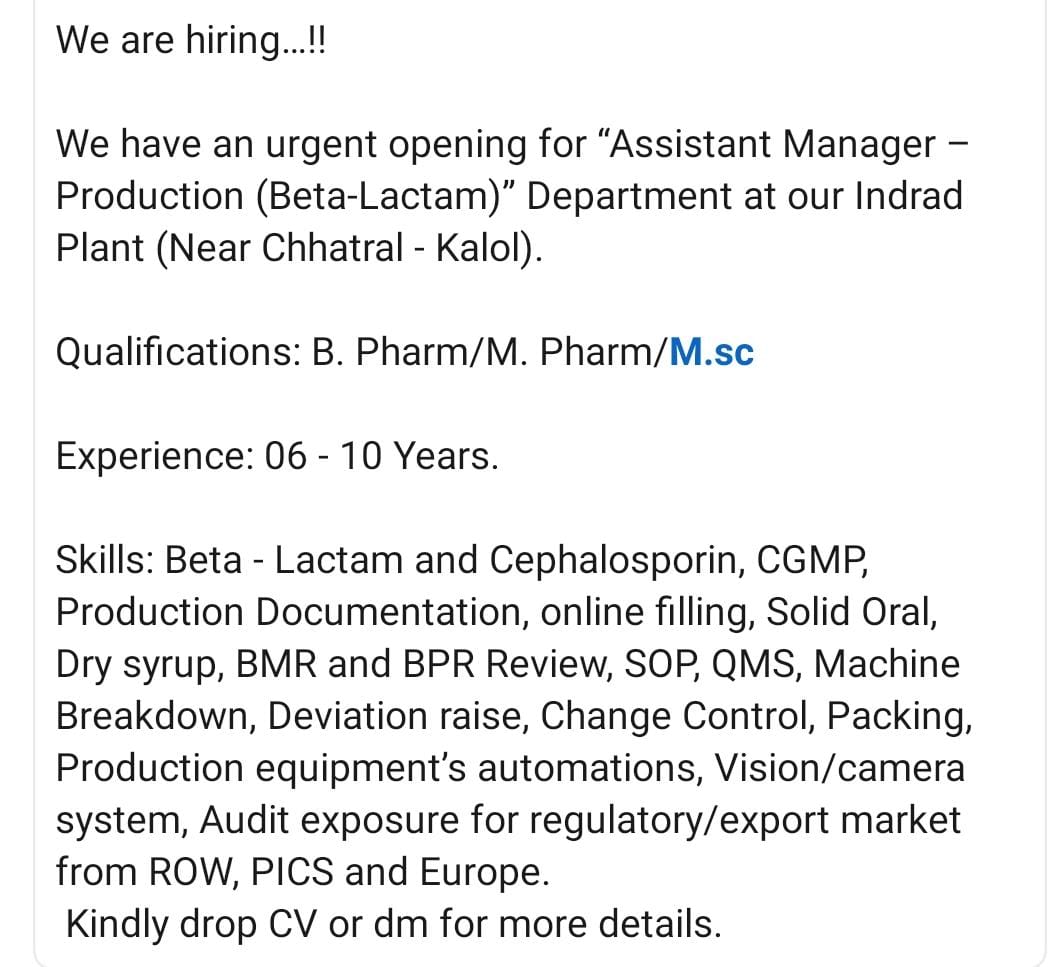 We are hiring...!!
We have an urgent opening for “Assistant Manager –
Production (Beta-Lactam)” Department at our Indrad
Plant (Near Chhatral - Kalol).
Qualifications: B. Pharm/M. Pharm/M.sc
Experience: 06 - 10 Years.
Skills: Beta - Lactam and Cephalosporin, CGMP,
Production Documentation, online filling, Solid Oral,
Dry syrup, BMR and BPR Review, SOP, QMS, Machine
Breakdown, Deviation raise, Change Control, Packing,
Production equipment’s automations, Vision/camera
system, Audit exposure for regulatory/export market
from ROW, PICS and Europe.
Kindly drop CV or dm for more details.